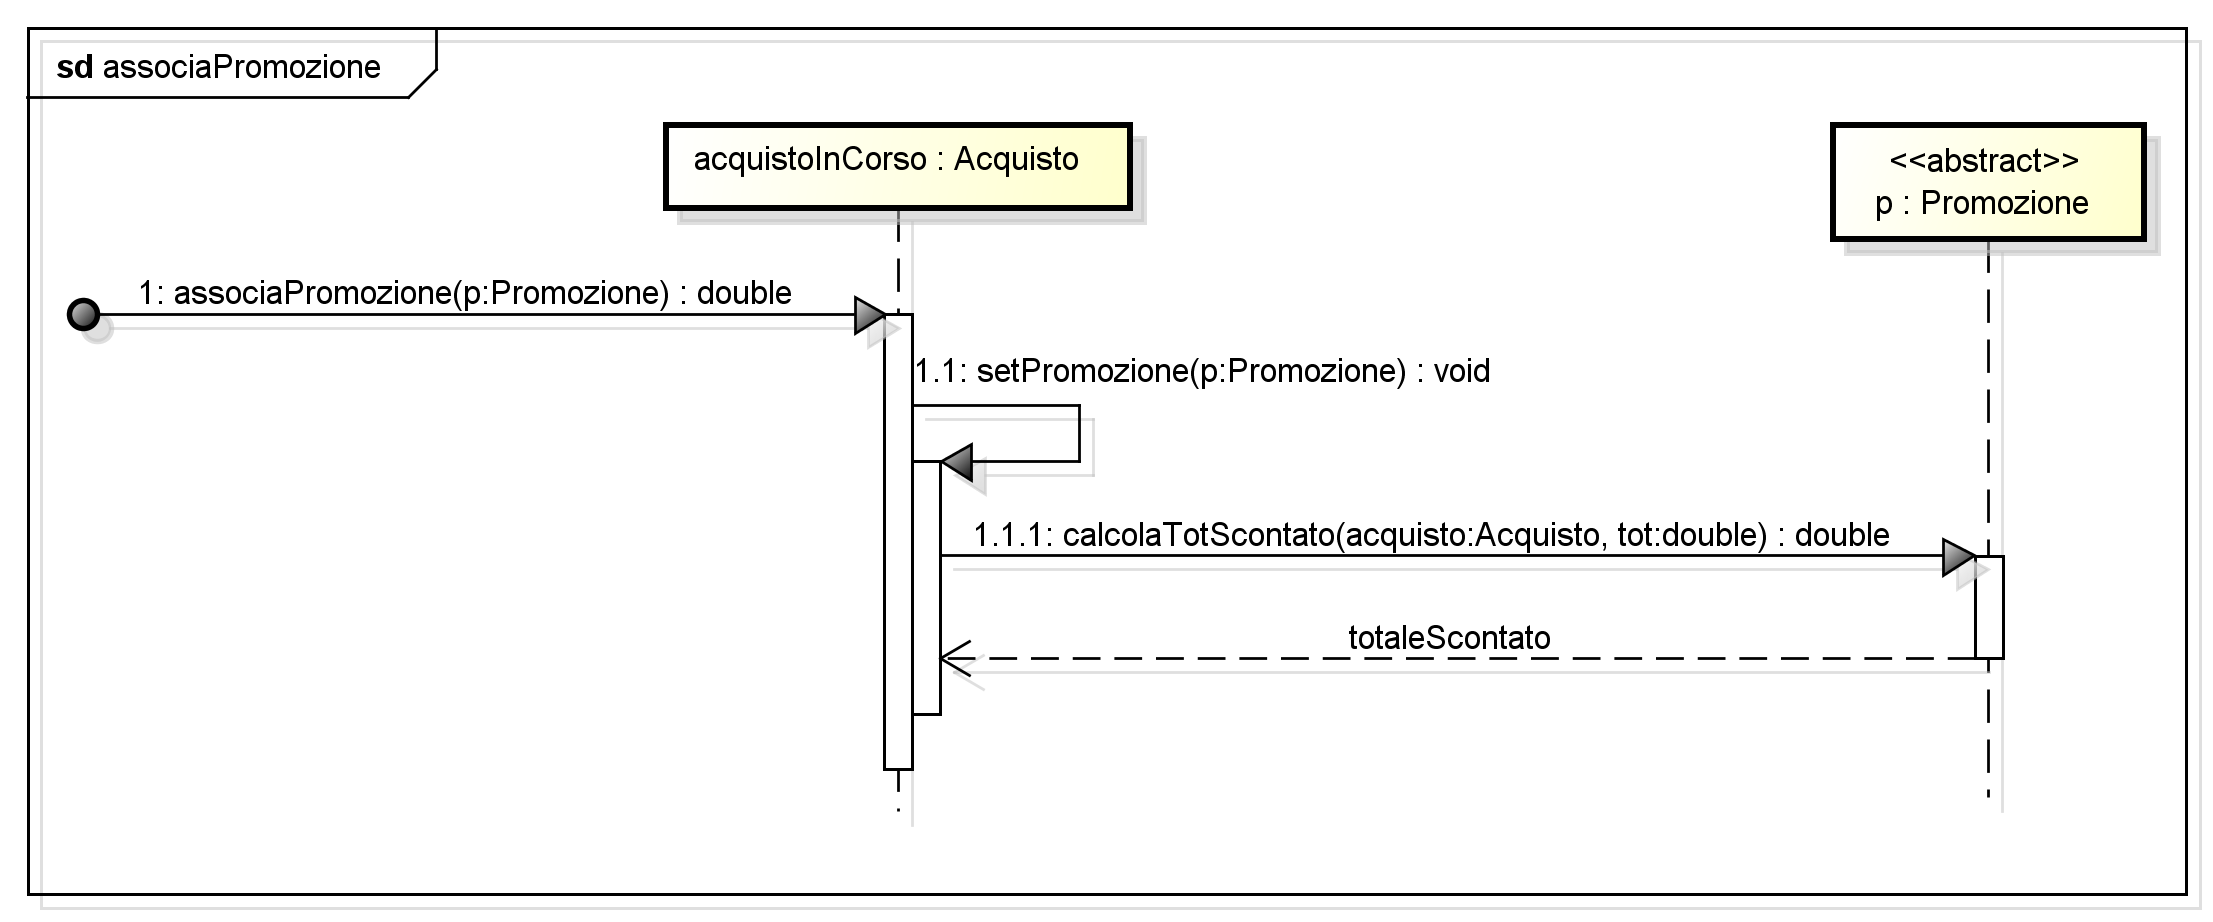 sd associaPromozione
acquistoInCorso : Acquisto
<<abstract>>
p : Promozione
1: associaPromozione(p:Promozione) : double
1.1: setPromozione(p:Promozione) : void
1.1.1: calcolaTotScontato(acquisto:Acquisto, tot:double) : double
totaleScontato